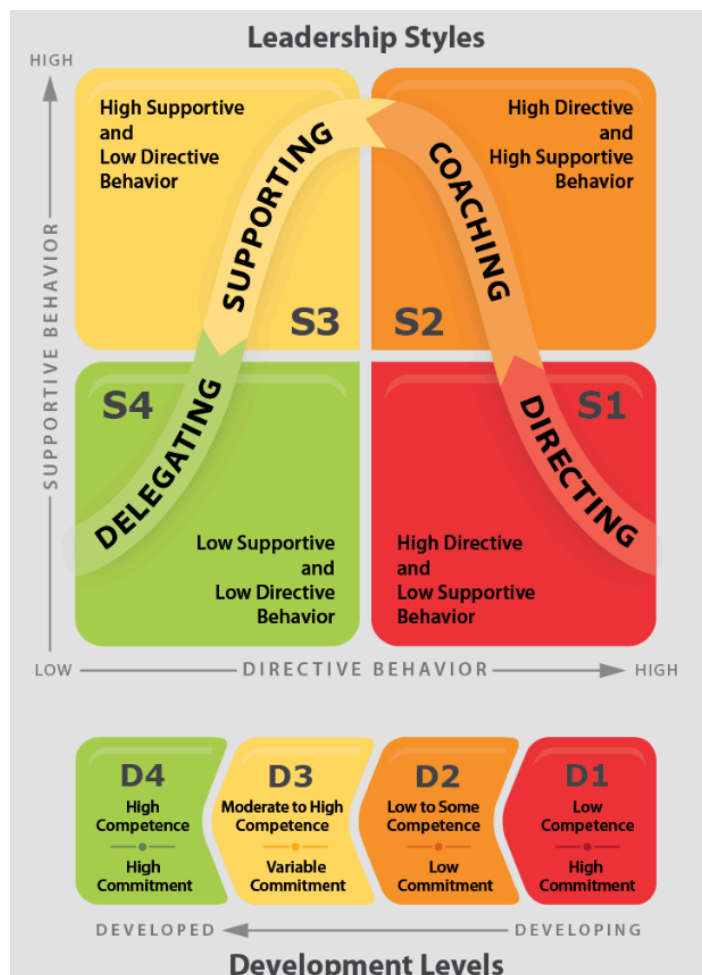 Leadership Styles
HIGH
High Supportive
and
Low Directive
Behavior
High Directive
and
High Supportive
Behavior
SUPPORTING
COACHING
S3
S2
SUPPORTIVE BEHAVIOR
S4
S1
DELEGATING
DIRECTING
Low Supportive
and
Low Directive
Behavior
High Directive
and
Low Supportive
Behavior
LOW
DIRECTIVE BEHAVIOR
HIGH
D4
High
Competence
High
Commitment
D3
Moderate to High
Competence
Variable
Commitment
D2
Low to Some
Competence
Low
Commitment
D1
Low
Competence
High
Commitment
DEVELOPED
DEVELOPING
Development Levels